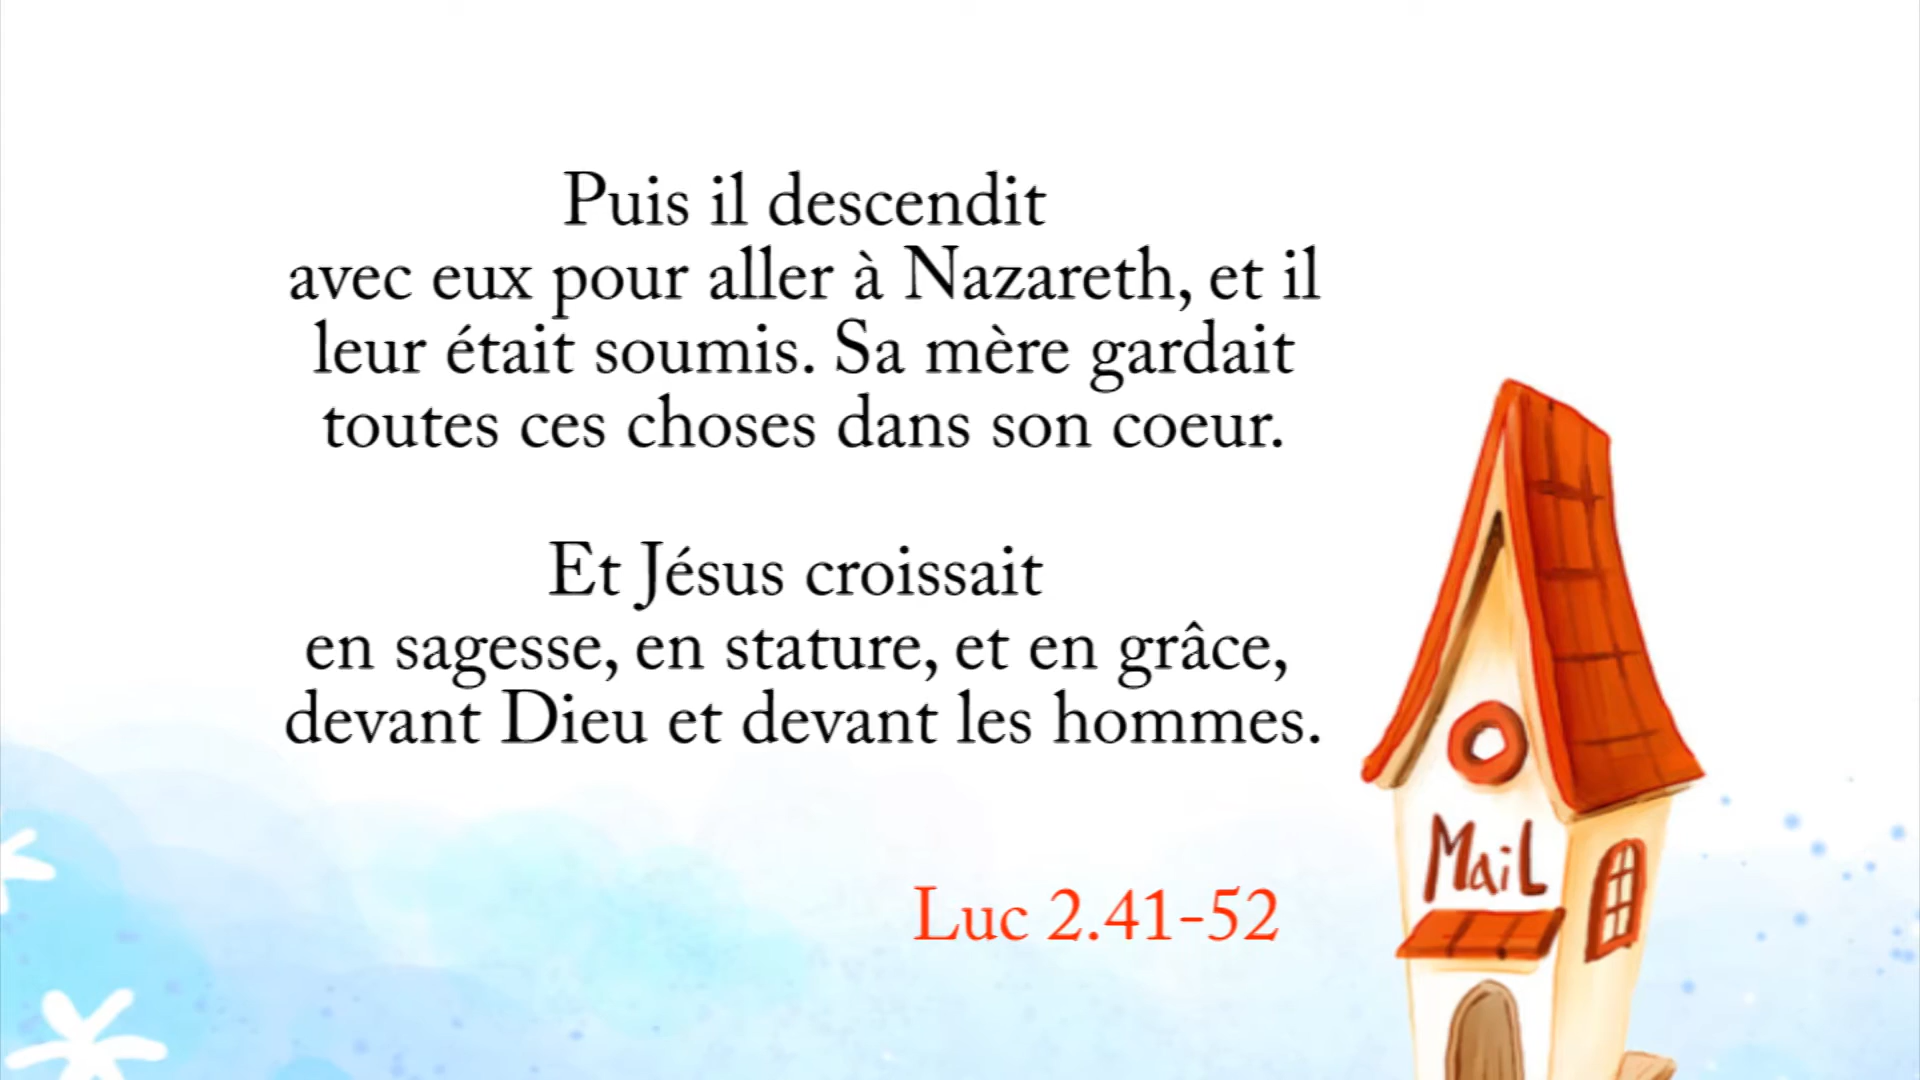 Puis il descendit
avec eux pour aller à Nazareth, et il
leur était soumis. Sa mère gardait
toutes ces choses dans son coeur.
Et Jésus croissait
en sagesse, en stature, et en grâce,
devant Dieu et devant les hommes.
MaiL
Luc 2.41-52